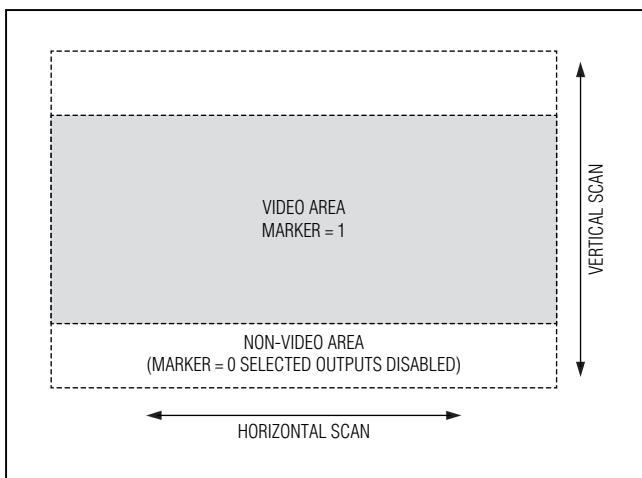 VIDEO AREA
MARKER = 1
NON-VIDEO AREA
(MARKER = 0 SELECTED OUTPUTS DISABLED)
HORIZONTAL SCAN
VERTICAL SCAN